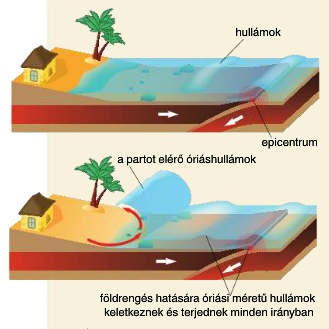 hullámok
epicentrum
a partot elérő óriáshullámok
földrengés hatására óriási méretű hullámok
keletkeznek és terjednek minden irányban